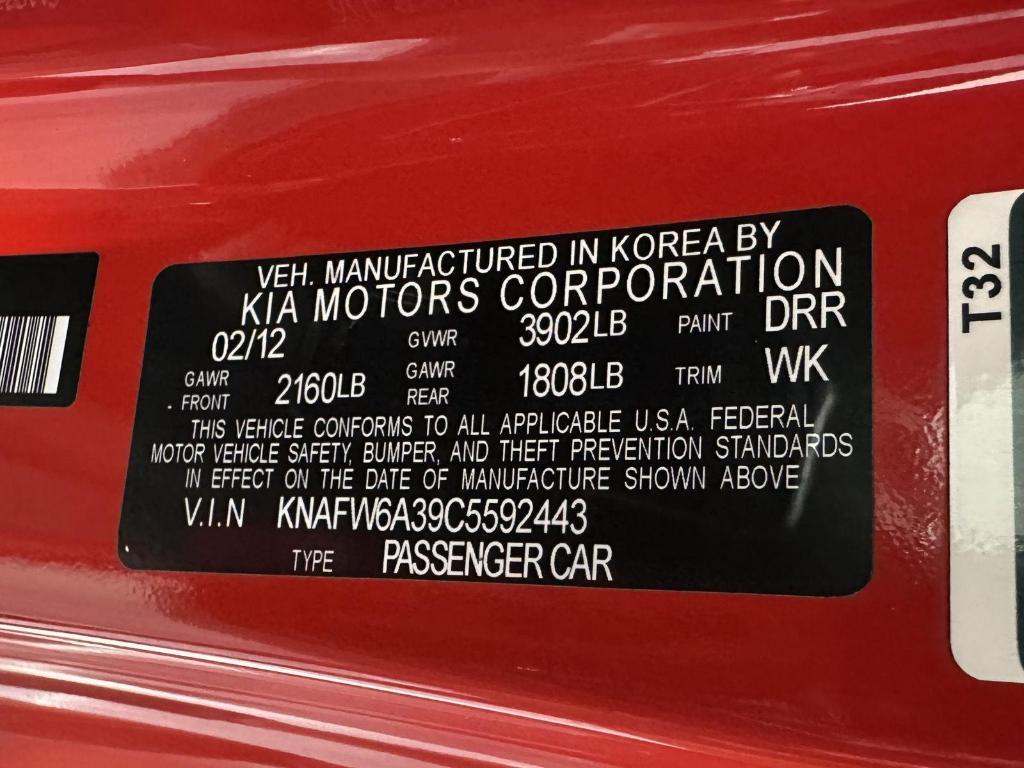 VEH. MANUFACTURED IN KOREA BY
KIA MOTORS CORPORATION
02/12 GVWR 3902LB PAINT DRR
GAWR FRONT 2160LB GAWR REAR 1808LB TRIM WK
THIS VEHICLE CONFORMS TO ALL APPLICABLE U.S.A. FEDERAL
MOTOR VEHICLE SAFETY, BUMPER, AND THEFT PREVENTION STANDARDS
IN EFFECT ON THE DATE OF MANUFACTURE SHOWN ABOVE
V.I.N KNAFW6A39C5592443
TYPE PASSENGER CAR
T32